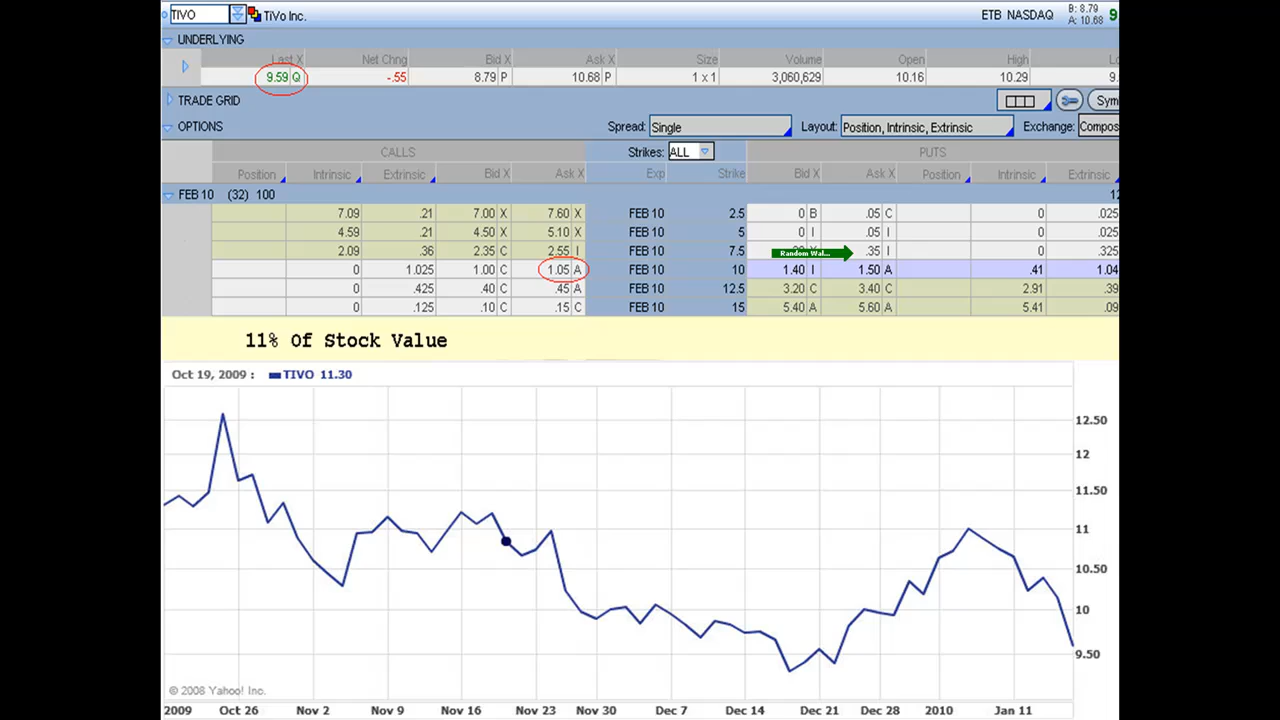 TIVO TiVo Inc. ETB NASDAQ B: 8.79 A: 10.68 9
UNDERLYING
Last X Net Chng Bid X Ask X Size Volume Open High Lo
9.59 Q -.55 8.79 P 10.68 P 1 x 1 3,060,629 10.16 10.29 9.
TRADE GRID Sym
OPTIONS Spread: Single Layout: Position, Intrinsic, Extrinsic Exchange: Compos
CALLS Strikes: ALL PUTS
Position Intrinsic Extrinsic Bid X Ask X Exp Strike Bid X Ask X Position Intrinsic Extrinsic
FEB 10 (32) 100 12
7.09 .21 7.00 X 7.60 X FEB 10 2.5 0 B .05 C 0 .025
4.59 .21 4.50 X 5.10 X FEB 10 5 0 I .05 I 0 .025
2.09 .36 2.35 C 2.55 I FEB 10 7.5 Random Wal... .35 I 0 .325
0 1.025 1.00 C 1.05 A FEB 10 10 1.40 I 1.50 A .41 1.04
0 .425 .40 C .45 A FEB 10 12.5 3.20 C 3.40 C 2.91 .39
0 .125 .10 C .15 C FEB 10 15 5.40 A 5.60 A 5.41 .09
11% Of Stock Value
Oct 19, 2009 : TIVO 11.30
12.50
12
11.50
11
10.50
10
9.50
© 2008 Yahoo! Inc.
2009 Oct 26 Nov 2 Nov 9 Nov 16 Nov 23 Nov 30 Dec 7 Dec 14 Dec 21 Dec 28 2010 Jan 11